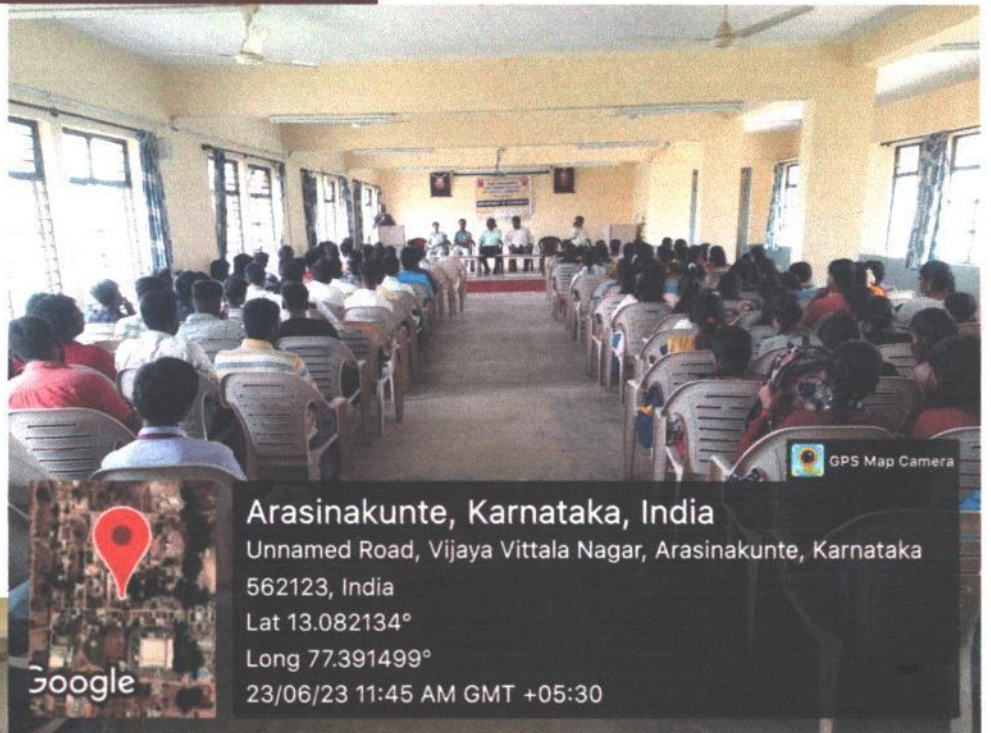 GPS Map Camera
Arasinakunte, Karnataka, India
Unnamed Road, Vijaya Vittala Nagar, Arasinakunte, Karnataka
562123, India
Lat 13.082134°
Long 77.391499°
23/06/23 11:45 AM GMT +05:30
Google